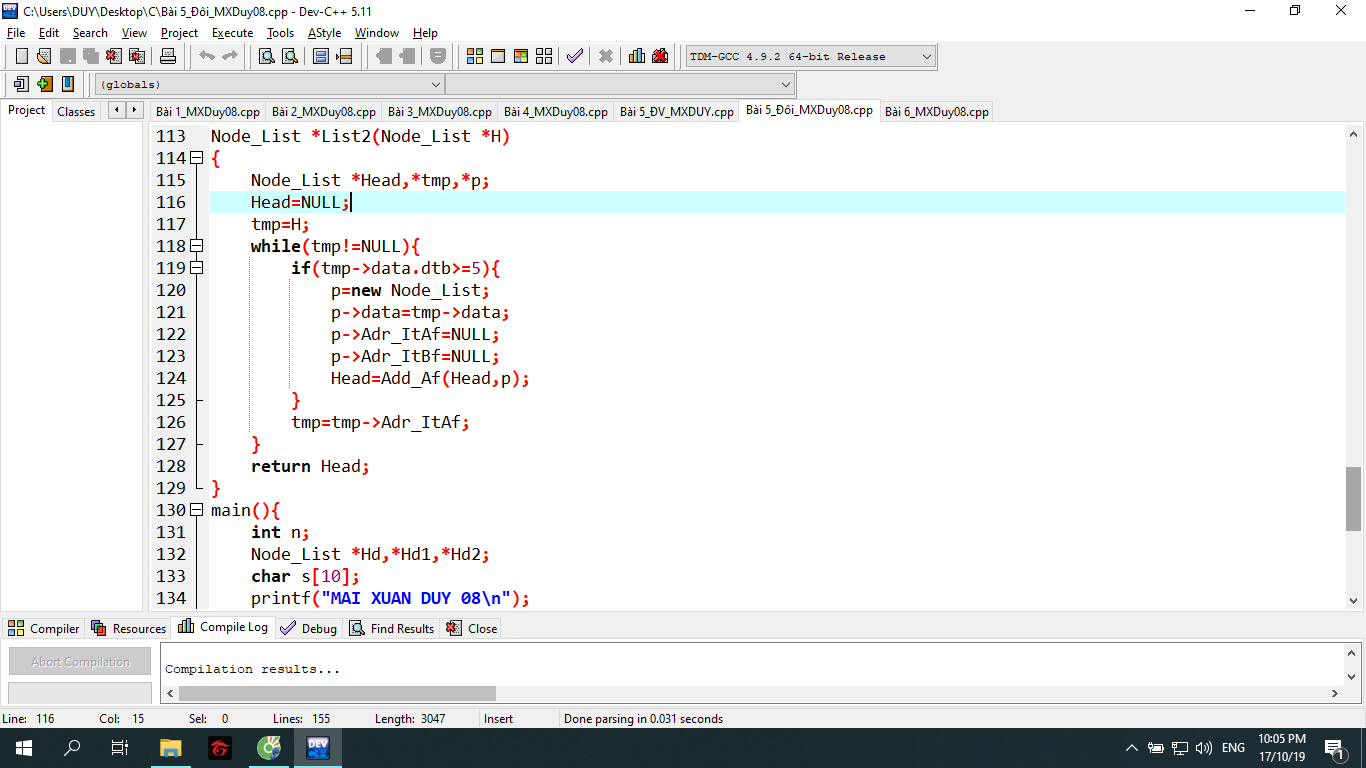 C:\Users\DUY\Desktop\C\Bài 5_Đôi_MXDuy08.cpp - Dev-C++ 5.11
File Edit Search View Project Execute Tools AStyle Window Help
TDM-GCC 4.9.2 64-bit Release
(globals)
Project Classes Bài 1_MXDuy08.cpp Bài 2_MXDuy08.cpp Bài 3_MXDuy08.cpp Bài 4_MXDuy08.cpp Bài 5_ĐV_MXDUY.cpp Bài 5_Đôi_MXDuy08.cpp Bài 6_MXDuy08.cpp
113 Node_List *List2(Node_List *H)
114 {
115 Node_List *Head,*tmp,*p;
116 Head=NULL;
117 tmp=H;
118 while(tmp!=NULL){
119 if(tmp->data.dtb>=5){
120 p=new Node_List;
121 p->data=tmp->data;
122 p->Adr_ItAf=NULL;
123 p->Adr_ItBf=NULL;
124 Head=Add_Af(Head,p);
125 }
126 tmp=tmp->Adr_ItAf;
127 }
128 return Head;
129 }
130 main(){
131 int n;
132 Node_List *Hd,*Hd1,*Hd2;
133 char s[10];
134 printf("MAI XUAN DUY 08\n");
Compiler Resources Compile Log Debug Find Results Close
Abort Compilation
Compilation results...
Line: 116 Col: 15 Sel: 0 Lines: 155 Length: 3047 Insert Done parsing in 0.031 seconds
DEV C++
ENG
10:05 PM
17/10/19
1